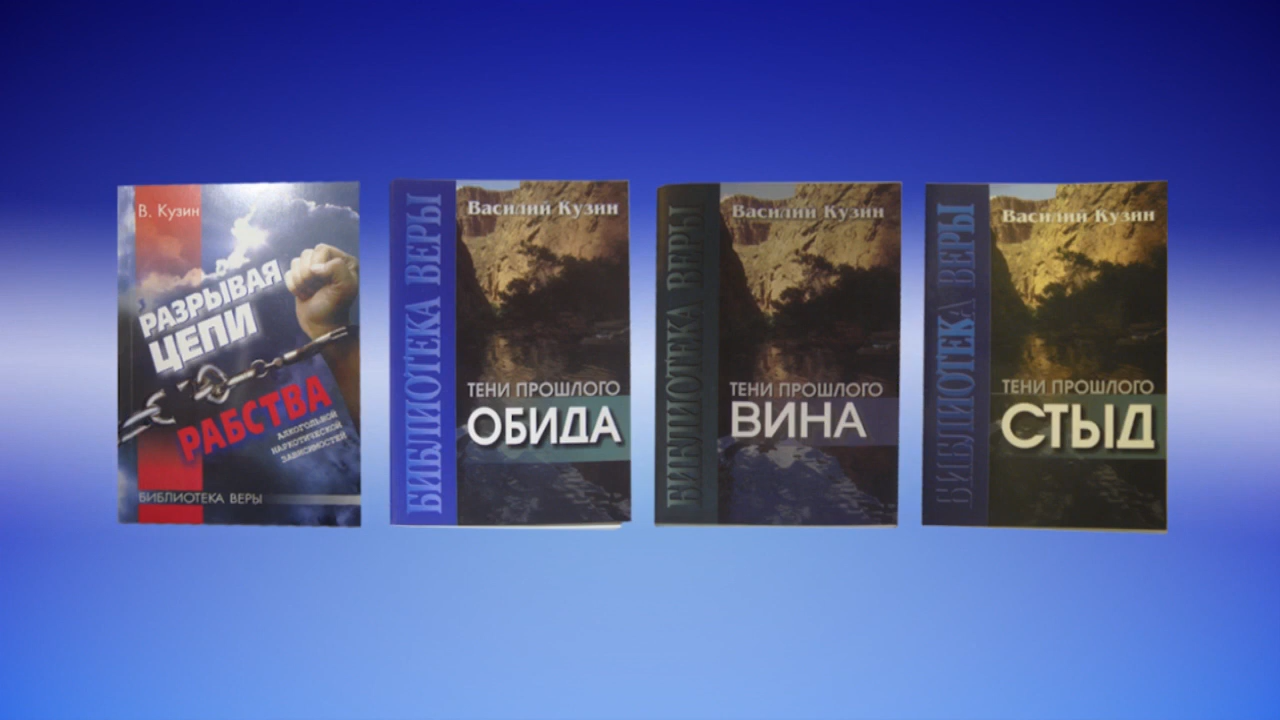 В. Кузин
РАЗРЫВАЯ
ЦЕПИ
РАБСТВА
АЛКОГОЛЬНОЙ
НАРКОТИЧЕСКОЙ
ЗАВИСИМОСТЕЙ
БИБЛИОТЕКА ВЕРЫ
БИБЛИОТЕКА ВЕРЫ
Василий Кузин
ТЕНИ ПРОШЛОГО
ОБИДА
БИБЛИОТЕКА ВЕРЫ
Василий Кузин
ТЕНИ ПРОШЛОГО
ВИНА
БИБЛИОТЕКА ВЕРЫ
Василий Кузин
ТЕНИ ПРОШЛОГО
СТЫД